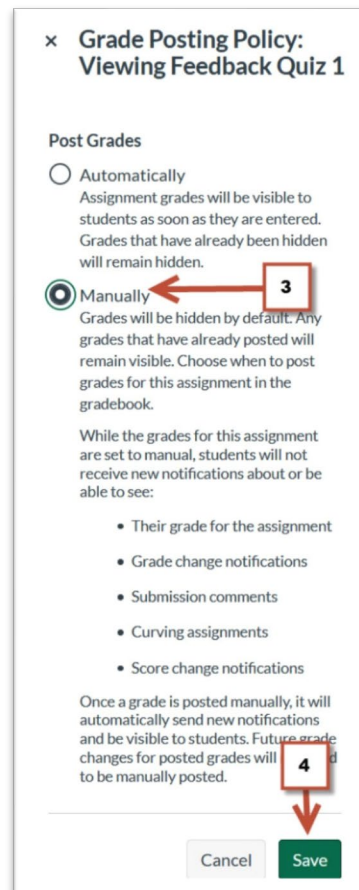 × Grade Posting Policy:
Viewing Feedback Quiz 1
Post Grades
Automatically
Assignment grades will be visible to
students as soon as they are entered.
Grades that have already been hidden
will remain hidden.
Manually
3
Grades will be hidden by default. Any
grades that have already posted will
remain visible. Choose when to post
grades for this assignment in the
gradebook.
While the grades for this assignment
are set to manual, students will not
receive new notifications about or be
able to see:
• Their grade for the assignment
• Grade change notifications
• Submission comments
• Curving assignments
• Score change notifications
Once a grade is posted manually, it will
automatically send new notifications
and be visible to students. Future grade
changes for posted grades will
4
to be manually posted.
Cancel
Save